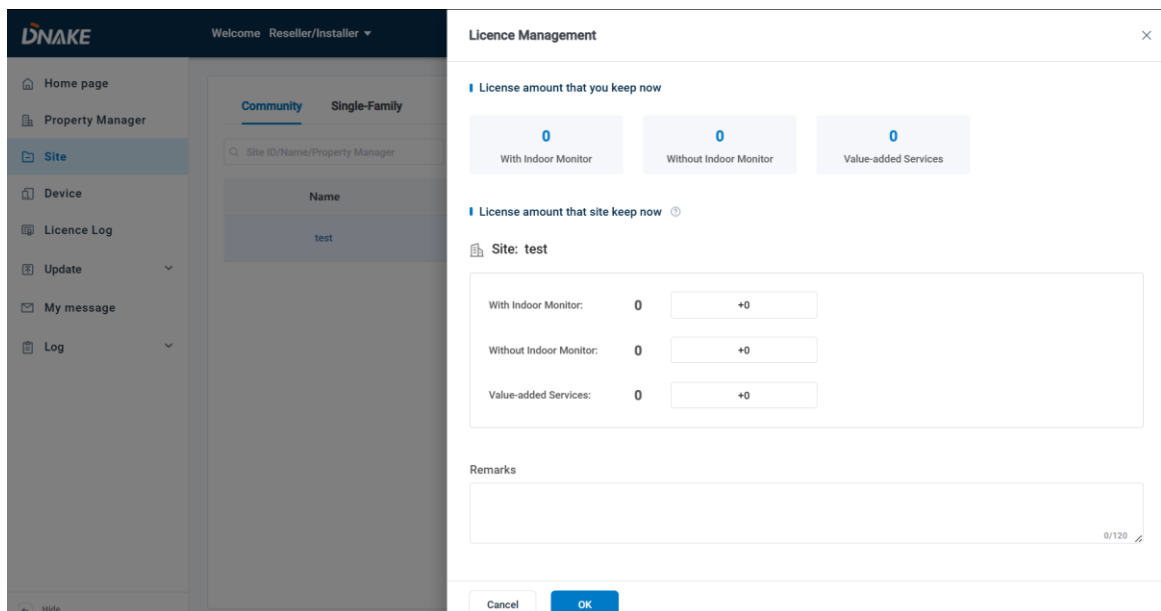 DNAKE
Welcome Reseller/Installer
Home page
Property Manager
Site
Device
Licence Log
Update
My message
Log
Hide
Community Single-Family
Site ID/Name/Property Manager
Name
test
Licence Management
License amount that you keep now
0 0 0
With Indoor Monitor Without Indoor Monitor Value-added Services
License amount that site keep now
Site: test
With Indoor Monitor: 0 +0
Without Indoor Monitor: 0 +0
Value-added Services: 0 +0
Remarks
0/120
Cancel OK